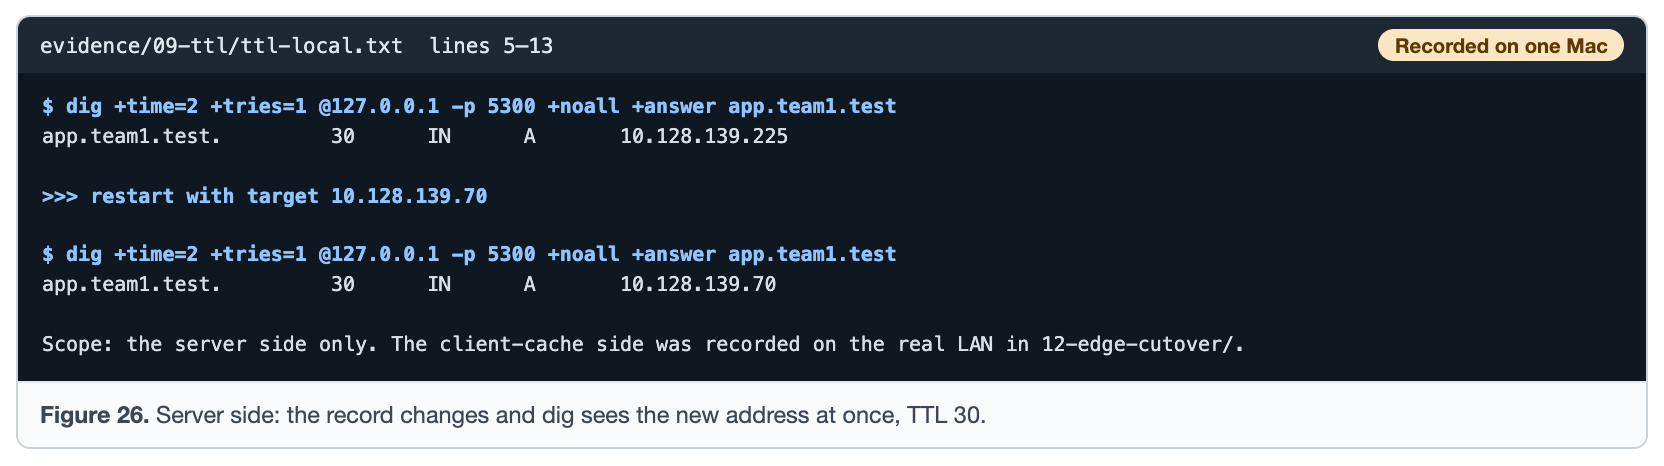 evidence/09-ttl/ttl-local.txt  lines 5–13
Recorded on one Mac
$ dig +time=2 +tries=1 @127.0.0.1 -p 5300 +noall +answer app.team1.test
app.team1.test.         30      IN      A       10.128.139.225
>>> restart with target 10.128.139.70
$ dig +time=2 +tries=1 @127.0.0.1 -p 5300 +noall +answer app.team1.test
app.team1.test.         30      IN      A       10.128.139.70
Scope: the server side only. The client-cache side was recorded on the real LAN in 12-edge-cutover/.
Figure 26. Server side: the record changes and dig sees the new address at once, TTL 30.